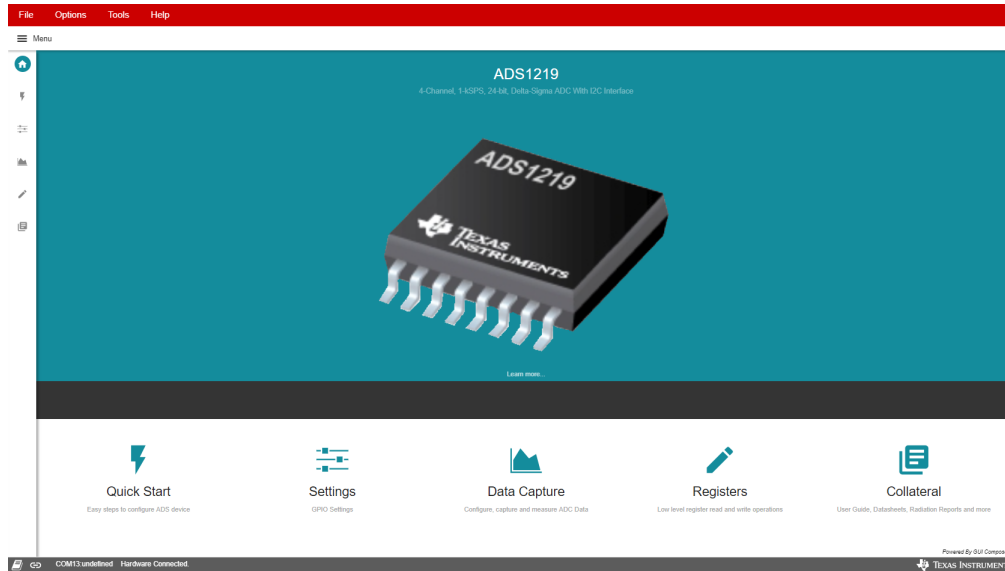 File Options Tools Help
Menu
ADS1219
4-Channel, 1-kSPS, 24-bit, Delta-Sigma ADC With I2C Interface
ADS1219
TEXAS
INSTRUMENTS
Learn more...
Quick Start
Easy steps to configure ADS device
Settings
GPIO Settings
Data Capture
Configure, capture and measure ADC Data
Registers
Low level register read and write operations
Collateral
User Guide, Datasheets, Radiation Reports and more
Powered By GUI Compos
COM13:undefined Hardware Connected.
TEXAS INSTRUMEN